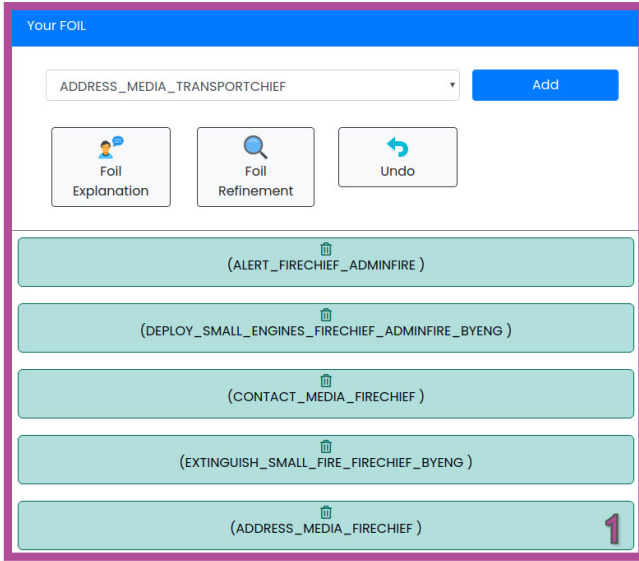 Your FOIL
ADDRESS_MEDIA_TRANSPORTCHIEF
Add
Foil
Explanation
Foil
Refinement
Undo
(ALERT_FIRECHIEF_ADMINFIRE )
(DEPLOY_SMALL_ENGINES_FIRECHIEF_ADMINFIRE_BYENG )
(CONTACT_MEDIA_FIRECHIEF )
(EXTINGUISH_SMALL_FIRE_FIRECHIEF_BYENG )
(ADDRESS_MEDIA_FIRECHIEF )
1